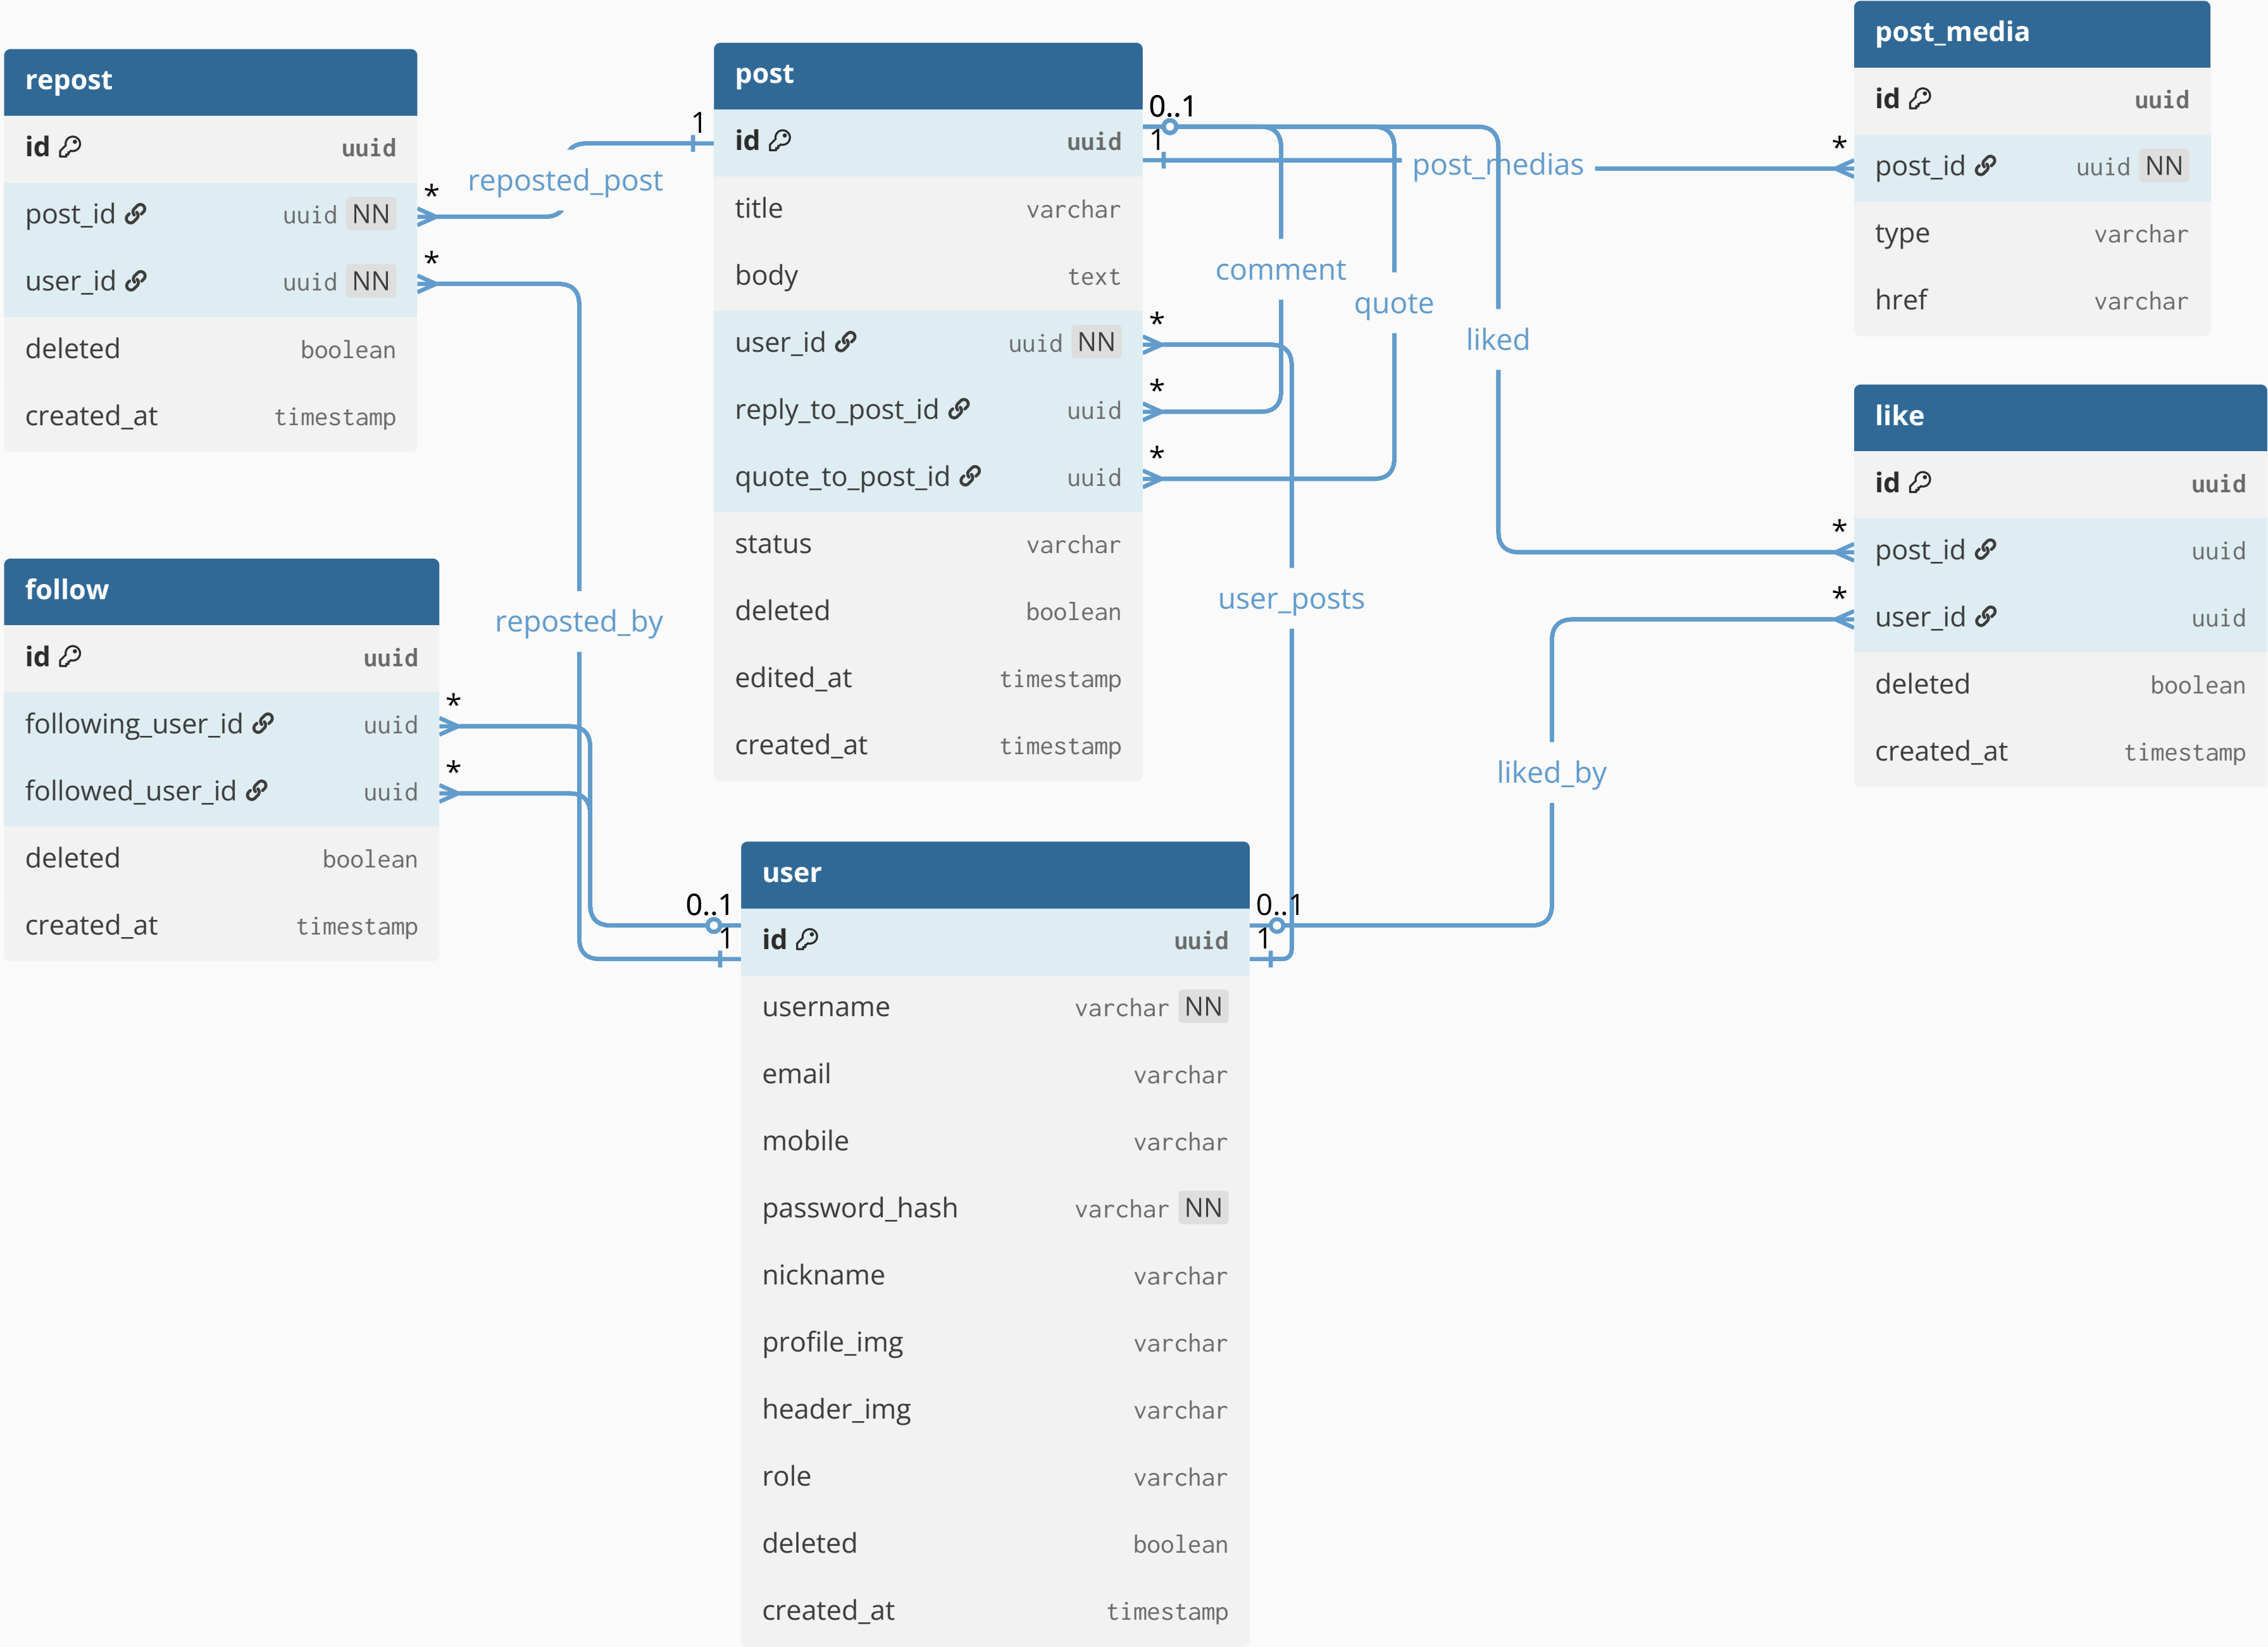 repost
id uuid
post_id uuid NN
user_id uuid NN
deleted boolean
created_at timestamp
*
*
reposted_post
1
post
id uuid
title varchar
body text
user_id uuid NN
reply_to_post_id uuid
quote_to_post_id uuid
status varchar
deleted boolean
edited_at timestamp
created_at timestamp
0..1
1
*
*
*
comment
quote
liked
post_medias
user_posts
*
post_media
id uuid
post_id uuid NN
type varchar
href varchar
*
*
like
id uuid
post_id uuid
user_id uuid
deleted boolean
created_at timestamp
liked_by
follow
id uuid
following_user_id uuid
followed_user_id uuid
deleted boolean
created_at timestamp
*
*
reposted_by
0..1
1
user
id uuid
username varchar NN
email varchar
mobile varchar
password_hash varchar NN
nickname varchar
profile_img varchar
header_img varchar
role varchar
deleted boolean
created_at timestamp
0..1
1